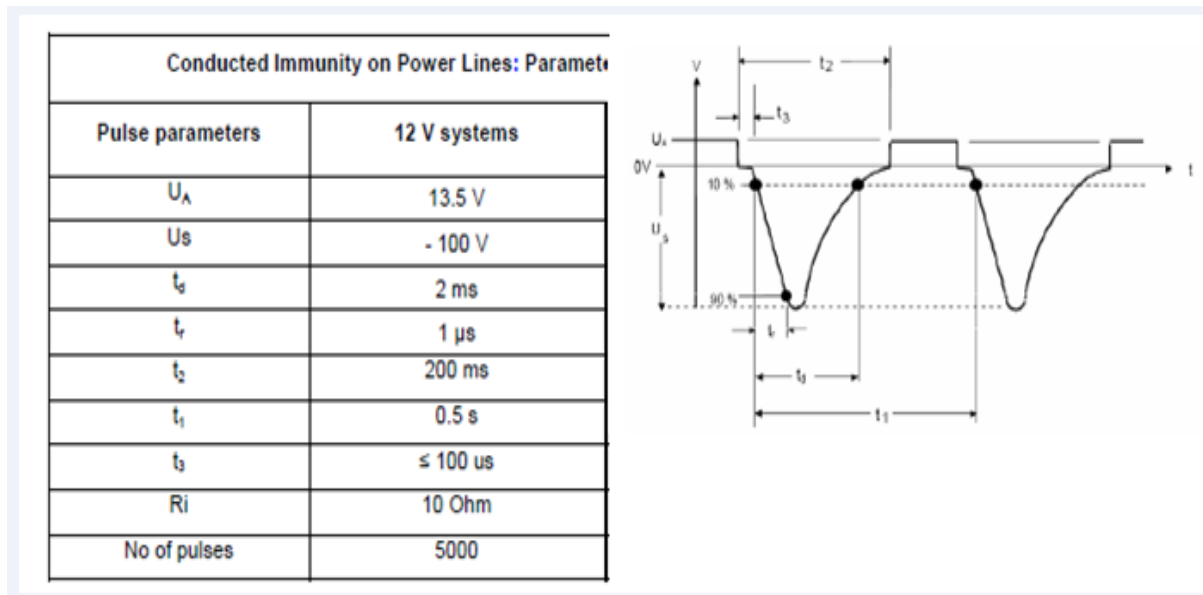 Conducted Immunity on Power Lines: Paramete
Pulse parameters 12 V systems
UA 13.5 V
Us - 100 V
td 2 ms
tr 1 µs
t2 200 ms
t1 0.5 s
t3 ≤ 100 us
Ri 10 Ohm
No of pulses 5000
V
t2
t3
UA
0V
t
10 %
Us
90 %
tr
td
t1